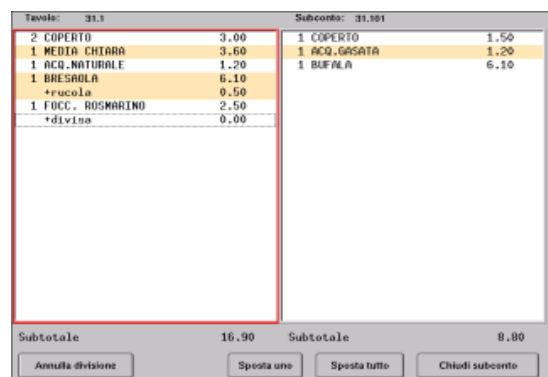 Tavolo: 31.1
2 COPERTO 3.00
1 MEDIA CHIARA 3.60
1 ACQ.NATURALE 1.20
1 BRESAOLA 6.10
+rucola 0.50
1 FOCC. ROSMARINO 2.50
+divisa 0.00
Subtotale 16.90
Subconto: 31.101
1 COPERTO 1.50
1 ACQ.GASATA 1.20
1 BUFALA 6.10
Subtotale 8.80
Annulla divisione
Sposta uno
Sposta tutto
Chiudi subconto